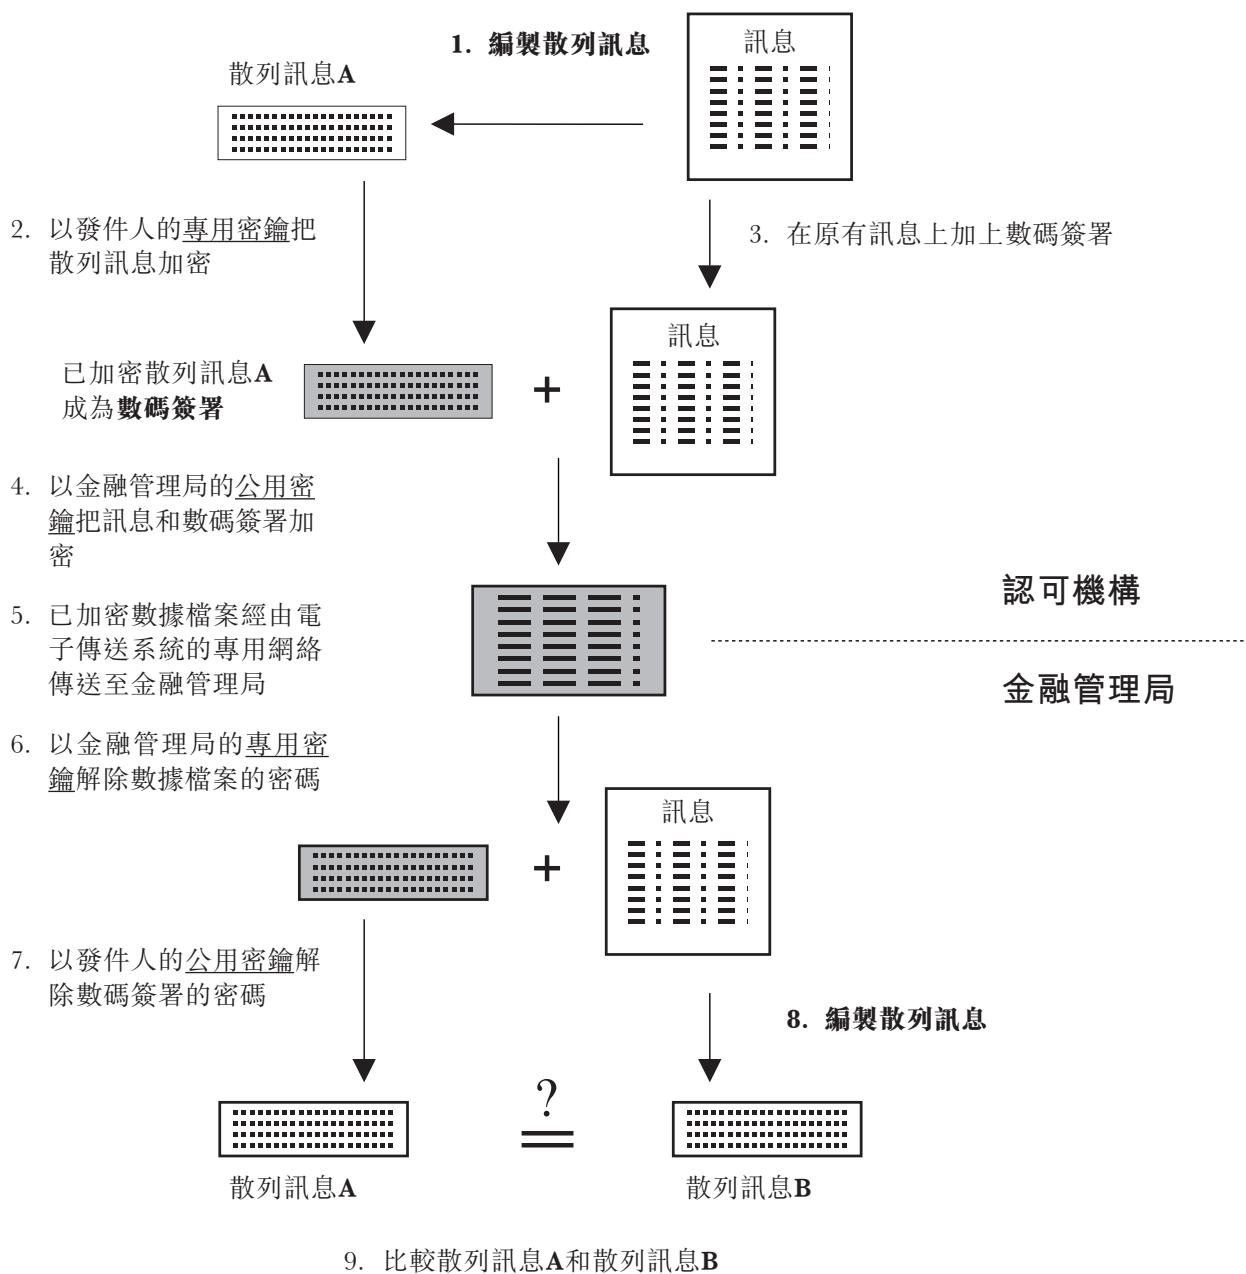 1. 編製散列訊息
訊息
散列訊息A
2. 以發件人的專用密鑰把
散列訊息加密
3. 在原有訊息上加上數碼簽署
訊息
已加密散列訊息A
成為數碼簽署
+
4. 以金融管理局的公用密
鑰把訊息和數碼簽署加
密
認可機構
5. 已加密數據檔案經由電
子傳送系統的專用網絡
傳送至金融管理局
金融管理局
6. 以金融管理局的專用密
鑰解除數據檔案的密碼
訊息
+
7. 以發件人的公用密鑰解
除數碼簽署的密碼
8. 編製散列訊息
?
=
散列訊息A
散列訊息B
9. 比較散列訊息A和散列訊息B